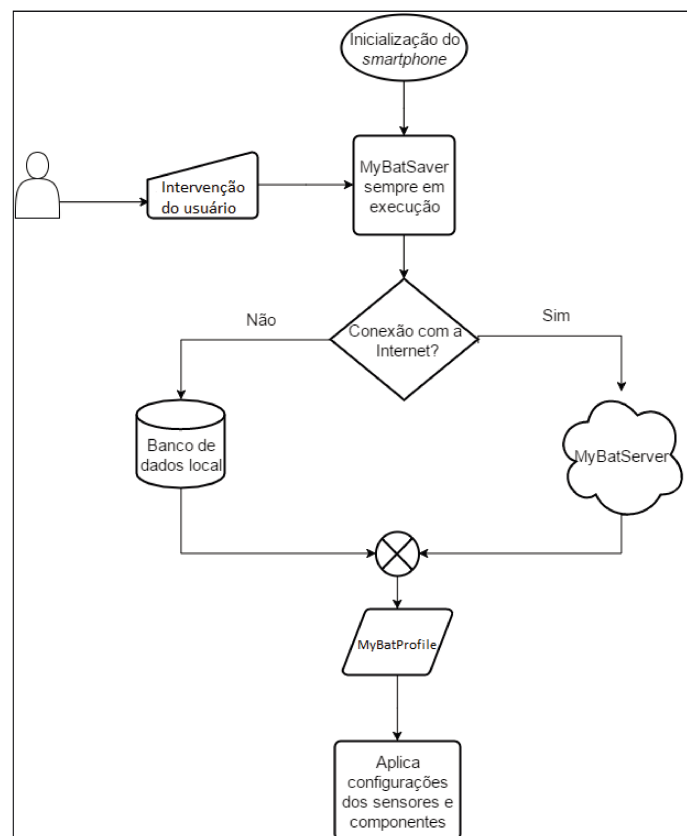 Inicialização do
smartphone
MyBatSaver
sempre em
execução
Intervenção
do usuário
Conexão com a
Internet?
Não
Sim
Banco de
dados local
MyBatServer
MyBatProfile
Aplica
configurações
dos sensores e
componentes